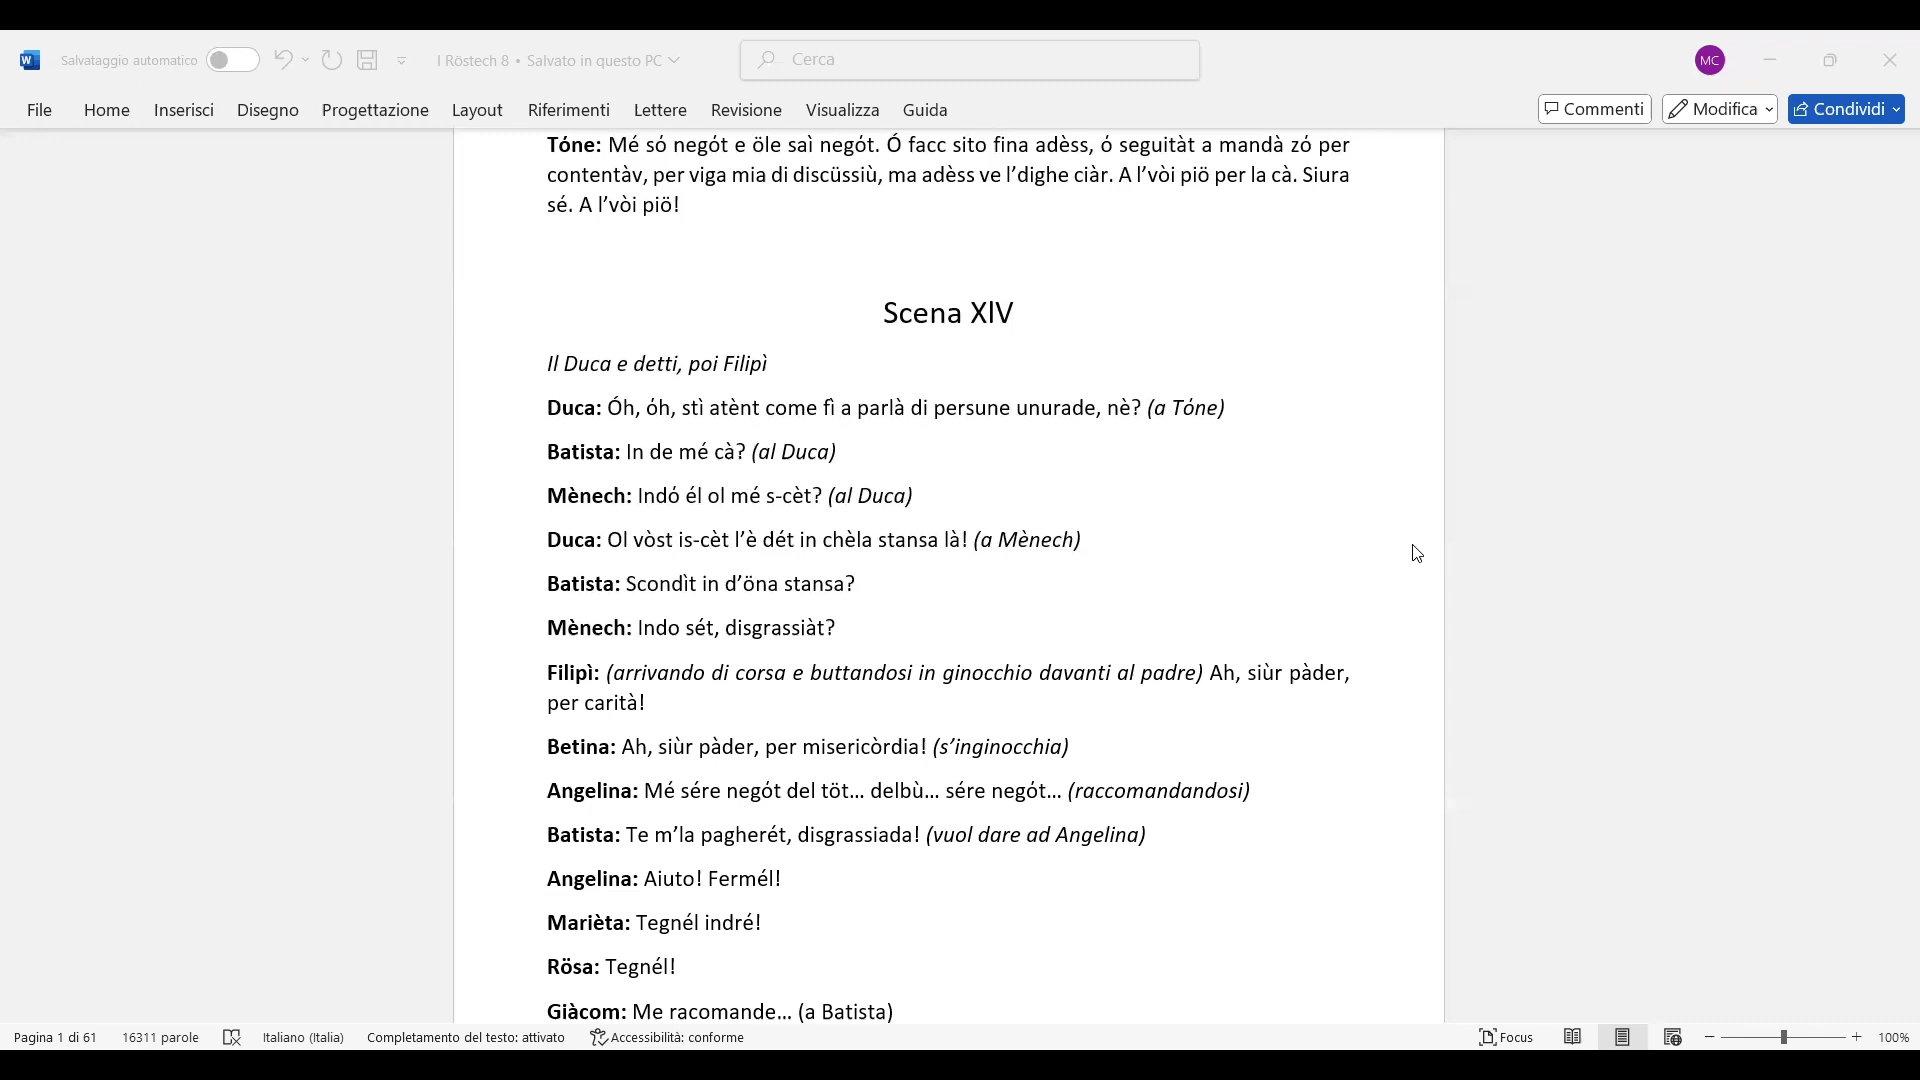 Salvataggio automatico
I Röstech 8 • Salvato in questo PC
Cerca
MC
File Home Inserisci Disegno Progettazione Layout Riferimenti Lettere Revisione Visualizza Guida
Commenti Modifica Condividi
Tóne: Mé só negót e öle saì negót. Ó facc sito fina adèss, ó seguitàt a mandà zó per
contentàv, per viga mia di discüssiù, ma adèss ve l’dighe ciàr. A l’vòi piö per la cà. Siura
sé. A l’vòi piö!
Scena XlV
Il Duca e detti, poi Filipì
Duca: Óh, óh, stì atènt come fì a parlà di persune unurade, nè? (a Tóne)
Batista: In de mé cà? (al Duca)
Mènech: Indó él ol mé s-cèt? (al Duca)
Duca: Ol vòst is-cèt l’è dét in chèla stansa là! (a Mènech)
Batista: Scondìt in d’öna stansa?
Mènech: Indo sét, disgrassiàt?
Filipì: (arrivando di corsa e buttandosi in ginocchio davanti al padre) Ah, siùr pàder,
per carità!
Betina: Ah, siùr pàder, per misericòrdia! (s’inginocchia)
Angelina: Mé sére negót del töt... delbù... sére negót... (raccomandandosi)
Batista: Te m’la pagherét, disgrassiada! (vuol dare ad Angelina)
Angelina: Aiuto! Fermél!
Marièta: Tegnél indré!
Rösa: Tegnél!
Giàcom: Me racomande... (a Batista)
Pagina 1 di 61 16311 parole Italiano (Italia) Completamento del testo: attivato Accessibilità: conforme Focus 100%